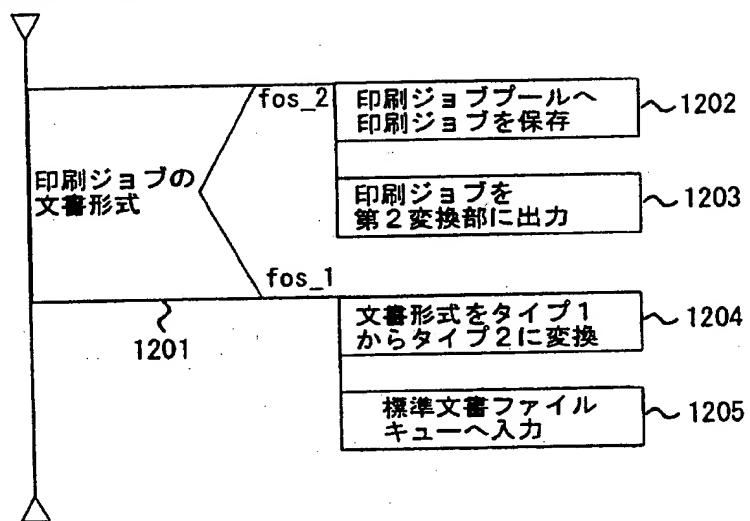 fos_2
印刷ジョブプールへ
印刷ジョブを保存
1202
印刷ジョブの
文書形式
印刷ジョブを
第2変換部に出力
1203
fos_1
1201
文書形式をタイプ1
からタイプ2に変換
1204
標準文書ファイル
キューへ入力
1205